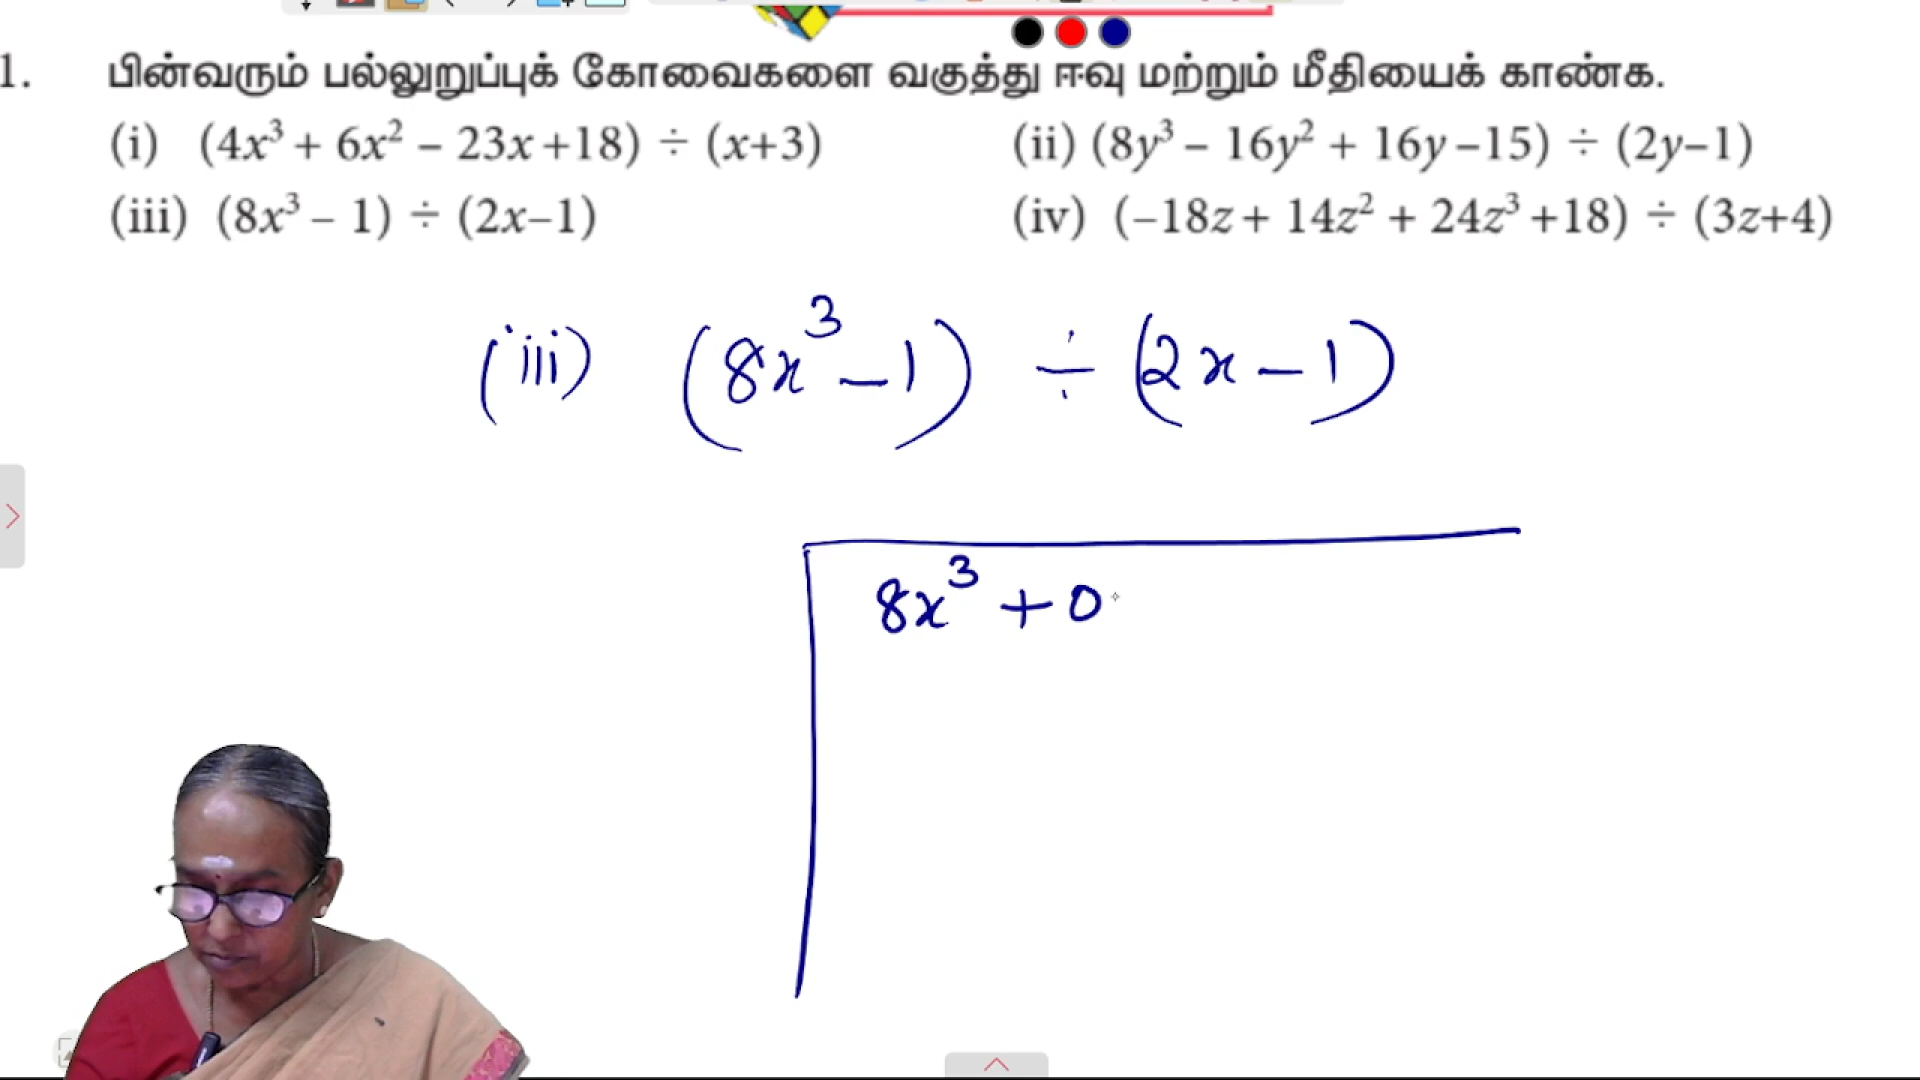 1. பின்வரும் பல்லுறுப்புக் கோவைகளை வகுத்து ஈவு மற்றும் மீதியைக் காண்க.
(i) (4x³ + 6x² – 23x+18) ÷ (x+3) (ii) (8y³ – 16y² + 16y–15) ÷ (2y–1)
(iii) (8x³ – 1) ÷ (2x–1) (iv) (–18z + 14z² + 24z³ +18) ÷ (3z+4)
(iii) (8x³ – 1) ÷ (2x – 1)
8x³ + 0